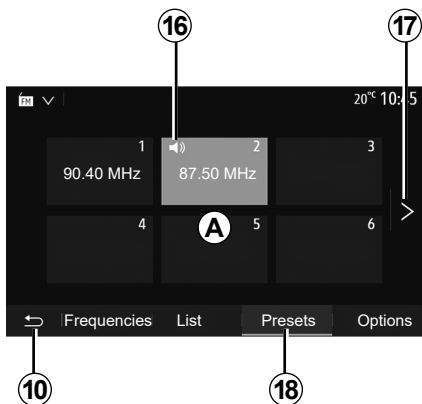 16
17
FM
20°C 10:45
1
2
3
90.40 MHz
87.50 MHz
4
A
5
6
Frequencies
List
Presets
Options
10
18